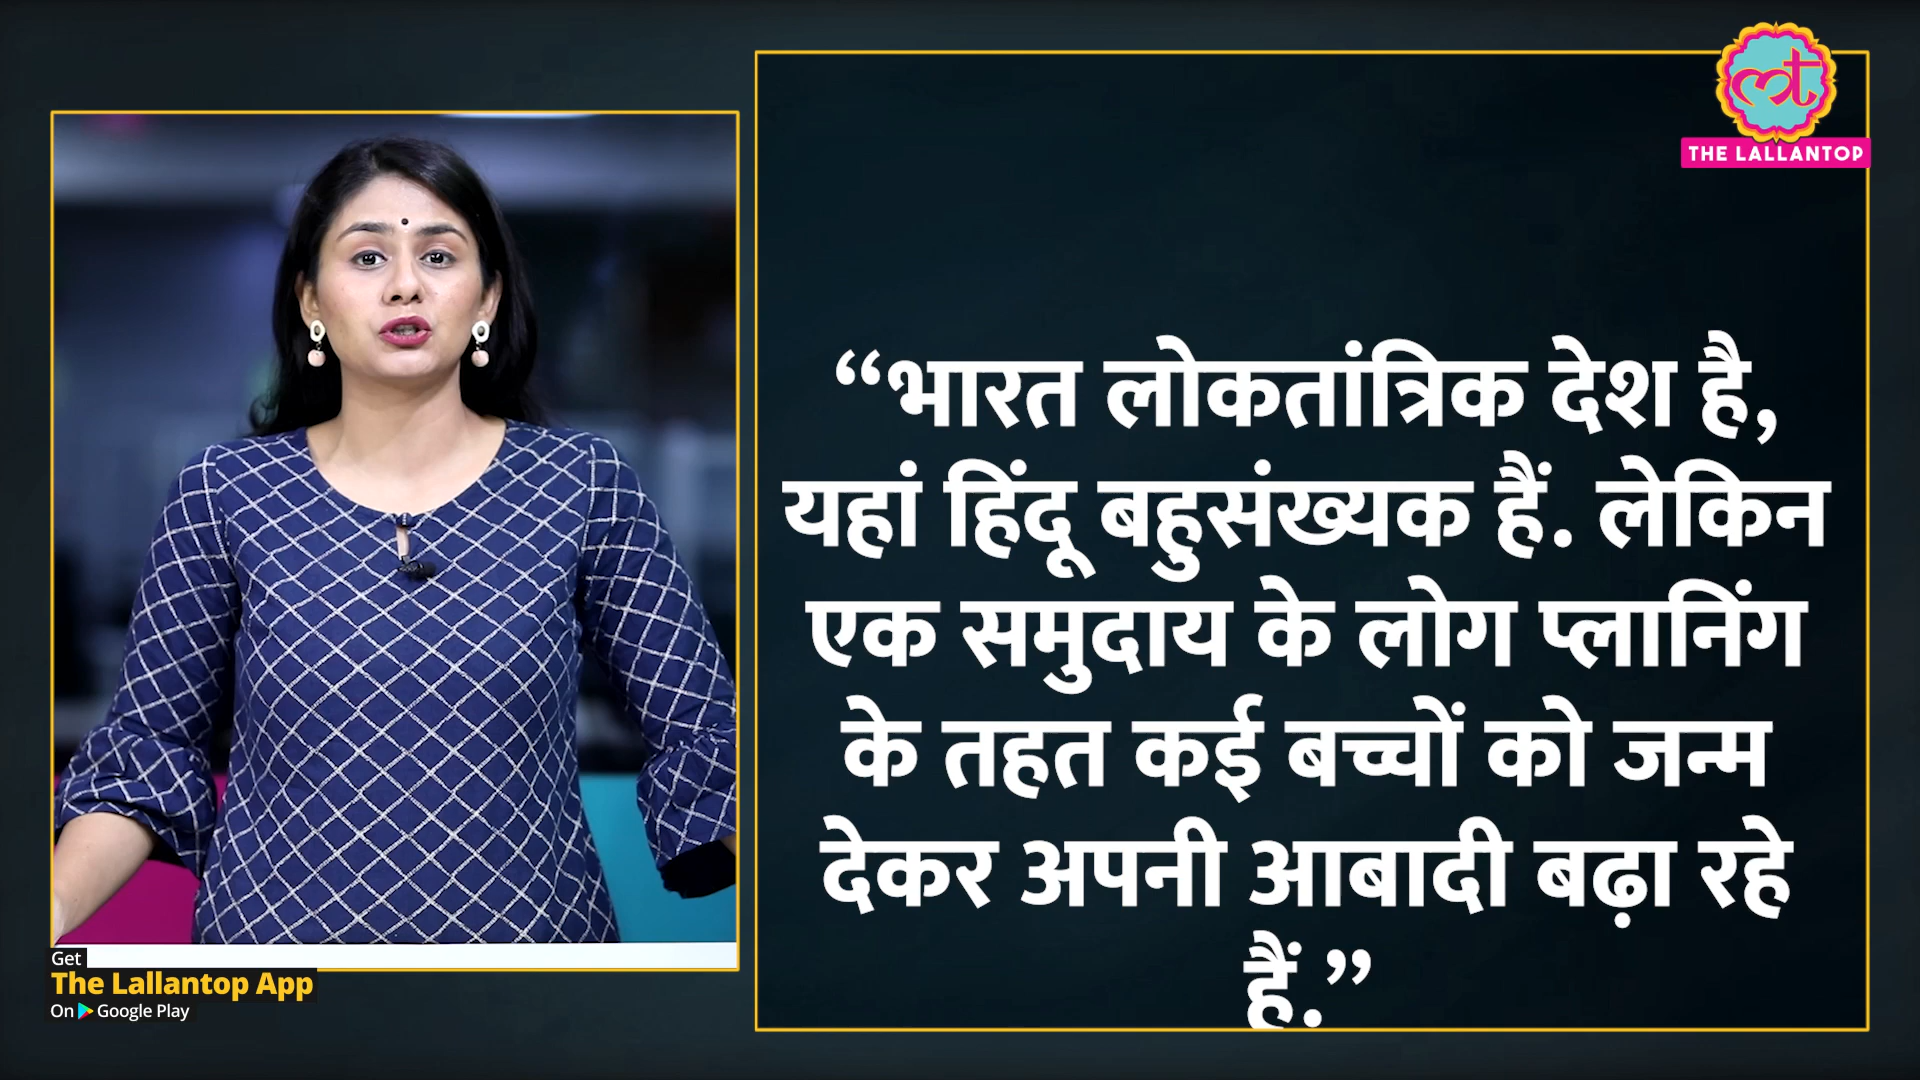 THE LALLANTOP
“भारत लोकतांत्रिक देश है,
यहां हिंदू बहुसंख्यक हैं. लेकिन
एक समुदाय के लोग प्लानिंग
के तहत कई बच्चों को जन्म
देकर अपनी आबादी बढ़ा रहे
हैं.”
Get
The Lallantop App
On Google Play